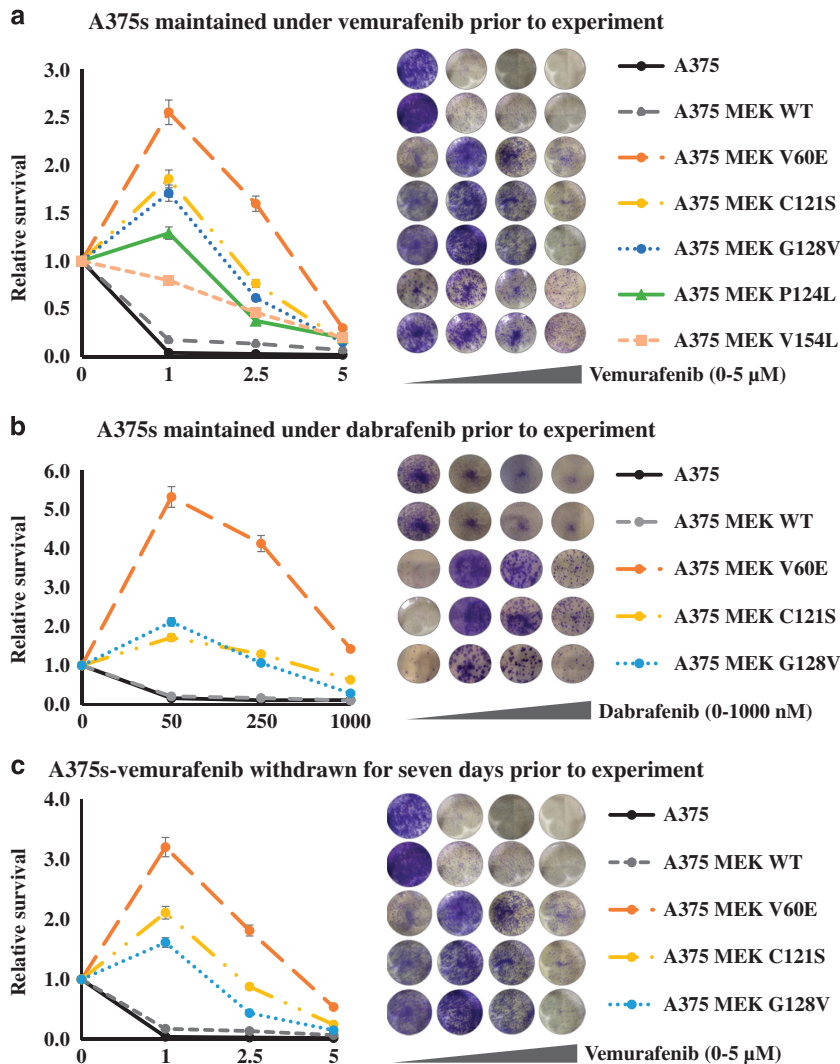 a
A375s maintained under vemurafenib prior to experiment
Relative survival
3.0
2.5
2.0
1.5
1.0
0.5
0.0
0 1 2.5 5
A375
A375 MEK WT
A375 MEK V60E
A375 MEK C121S
A375 MEK G128V
A375 MEK P124L
A375 MEK V154L
Vemurafenib (0-5 µM)
b
A375s maintained under dabrafenib prior to experiment
Relative survival
6.0
5.0
4.0
3.0
2.0
1.0
0.0
0 50 250 1000
A375
A375 MEK WT
A375 MEK V60E
A375 MEK C121S
A375 MEK G128V
Dabrafenib (0-1000 nM)
c
A375s-vemurafenib withdrawn for seven days prior to experiment
Relative survival
4.0
3.0
2.0
1.0
0.0
0 1 2.5 5
A375
A375 MEK WT
A375 MEK V60E
A375 MEK C121S
A375 MEK G128V
Vemurafenib (0-5 µM)